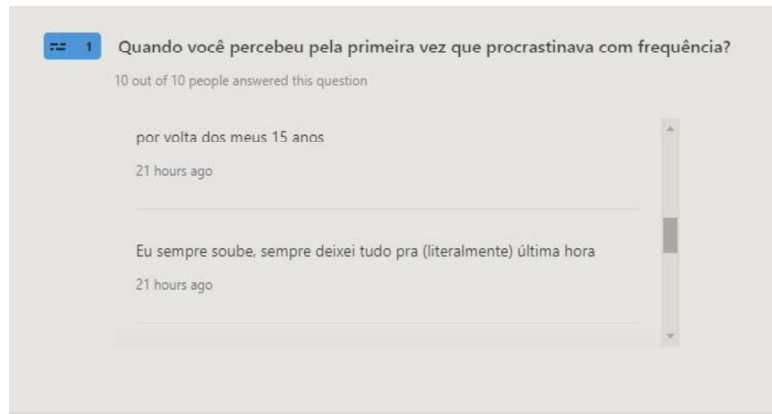 1 Quando você percebeu pela primeira vez que procrastinava com frequência?
10 out of 10 people answered this question
por volta dos meus 15 anos
21 hours ago
Eu sempre soube, sempre deixei tudo pra (literalmente) última hora
21 hours ago